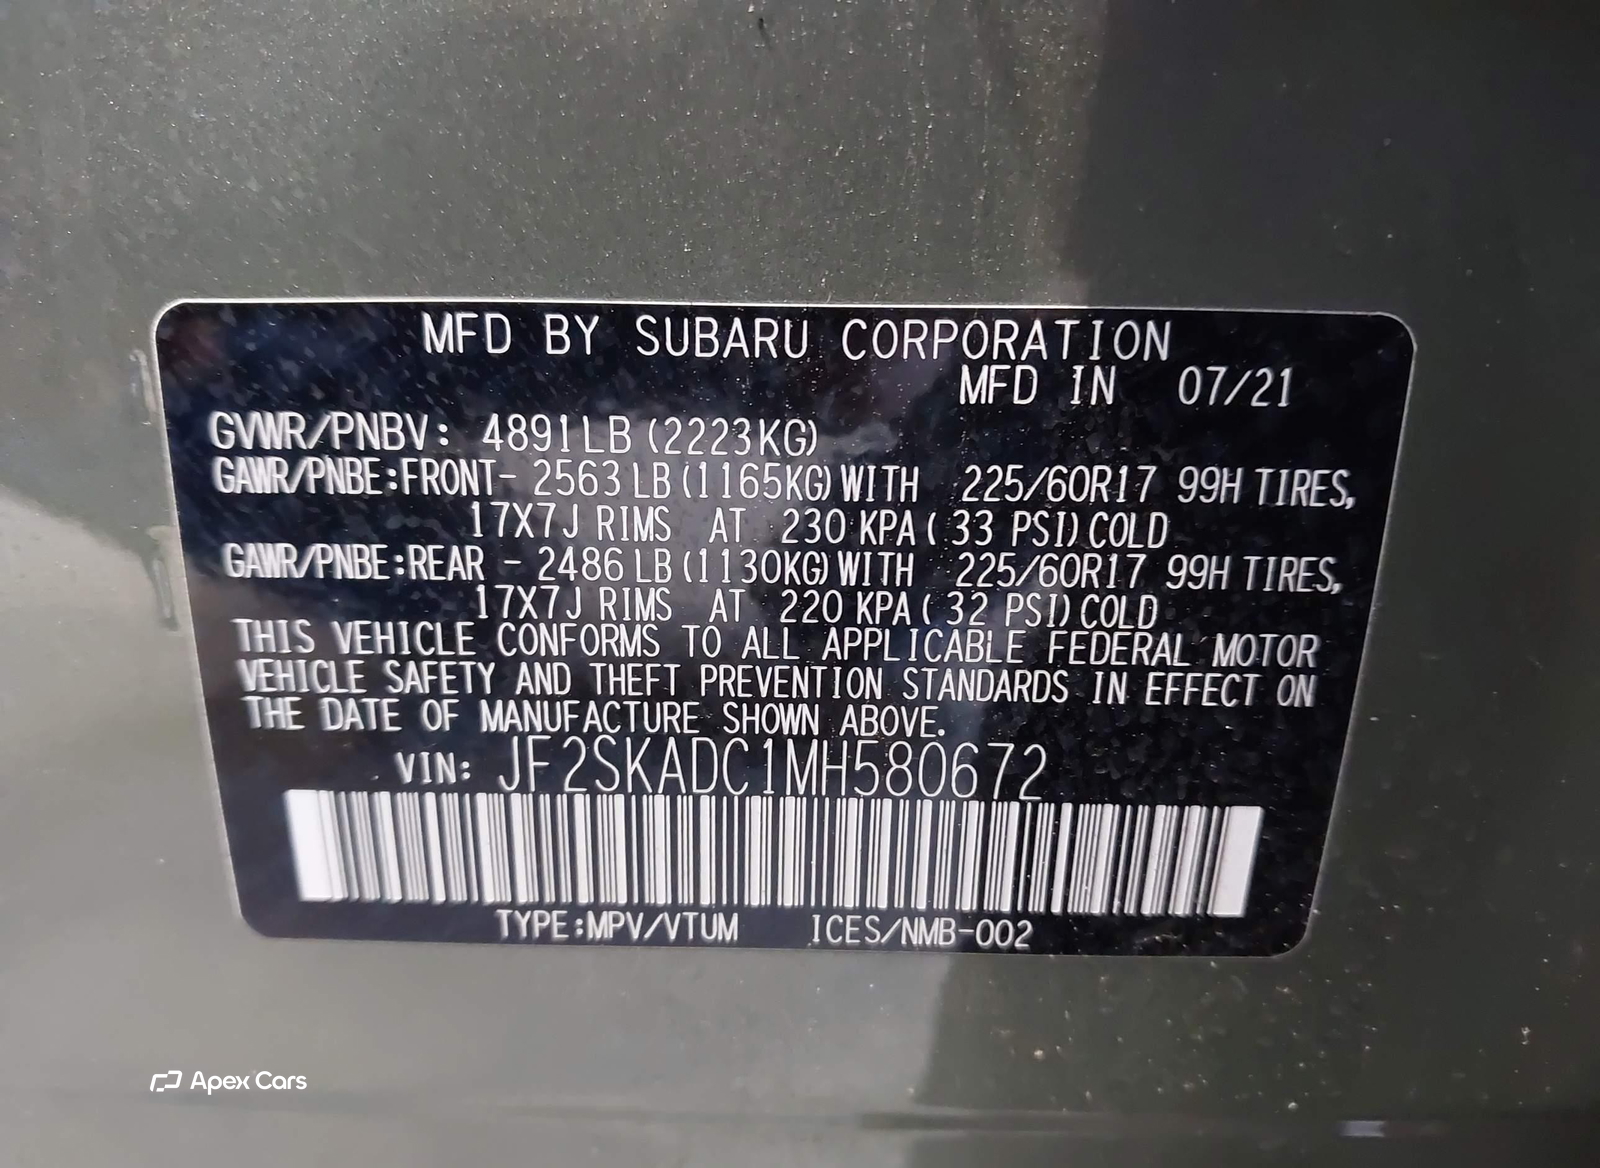 MFD BY SUBARU CORPORATION
MFD IN 07/21
GVWR/PNBV: 4891LB (2223KG)
GAWR/PNBE:FRONT- 2563LB(1165KG)WITH 225/60R17 99H TIRES,
17X7J RIMS AT 230 KPA( 33 PSI)COLD
GAWR/PNBE:REAR - 2486LB(1130KG)WITH 225/60R17 99H TIRES,
17X7J RIMS AT 220 KPA( 32 PSI)COLD
THIS VEHICLE CONFORMS TO ALL APPLICABLE FEDERAL MOTOR
VEHICLE SAFETY AND THEFT PREVENTION STANDARDS IN EFFECT ON
THE DATE OF MANUFACTURE SHOWN ABOVE.
VIN: JF2SKADC1MH580672
TYPE:MPV/VTUM ICES/NMB-002
Apex Cars